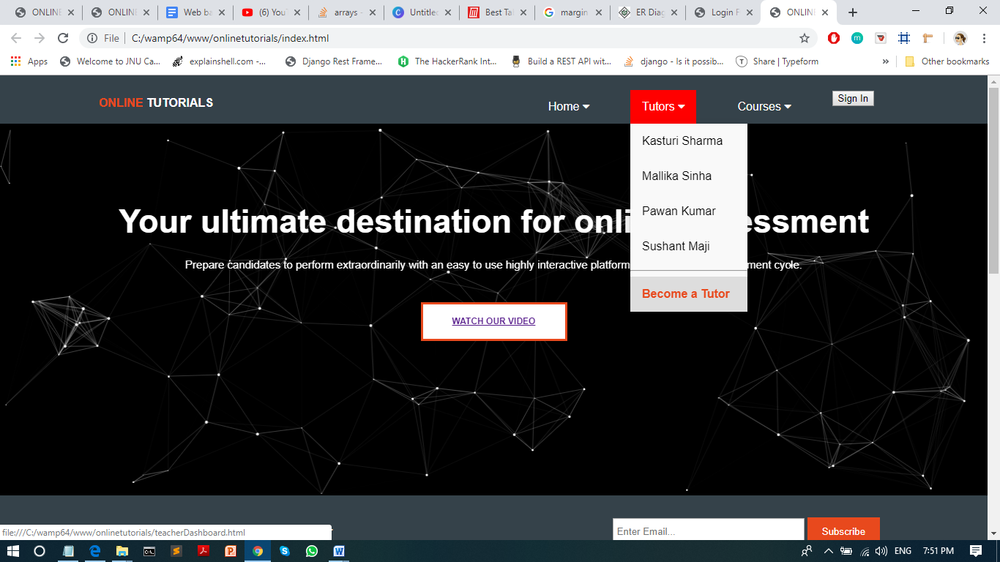 ONLINE
ONLINE
Web ba
(6) You
arrays -
Untitled
Best Tal
margin
ER Diag
Login F
ONLINE
File | C:/wamp64/www/onlinetutorials/index.html
Apps
Welcome to JNU Ca...
explainshell.com -...
Django Rest Frame...
The HackerRank Int...
Build a REST API wit...
django - Is it possib...
Share | Typeform
»
Other bookmarks
ONLINE TUTORIALS
Home
Tutors
Courses
Sign In
Kasturi Sharma
Mallika Sinha
Pawan Kumar
Sushant Maji
Become a Tutor
Your ultimate destination for onli essment
Prepare candidates to perform extraordinarily with an easy to use highly interactive platform ment cycle.
WATCH OUR VIDEO
Enter Email...
Subscribe
file:///C:/wamp64/www/onlinetutorials/teacherDashboard.html
ENG
7:51 PM